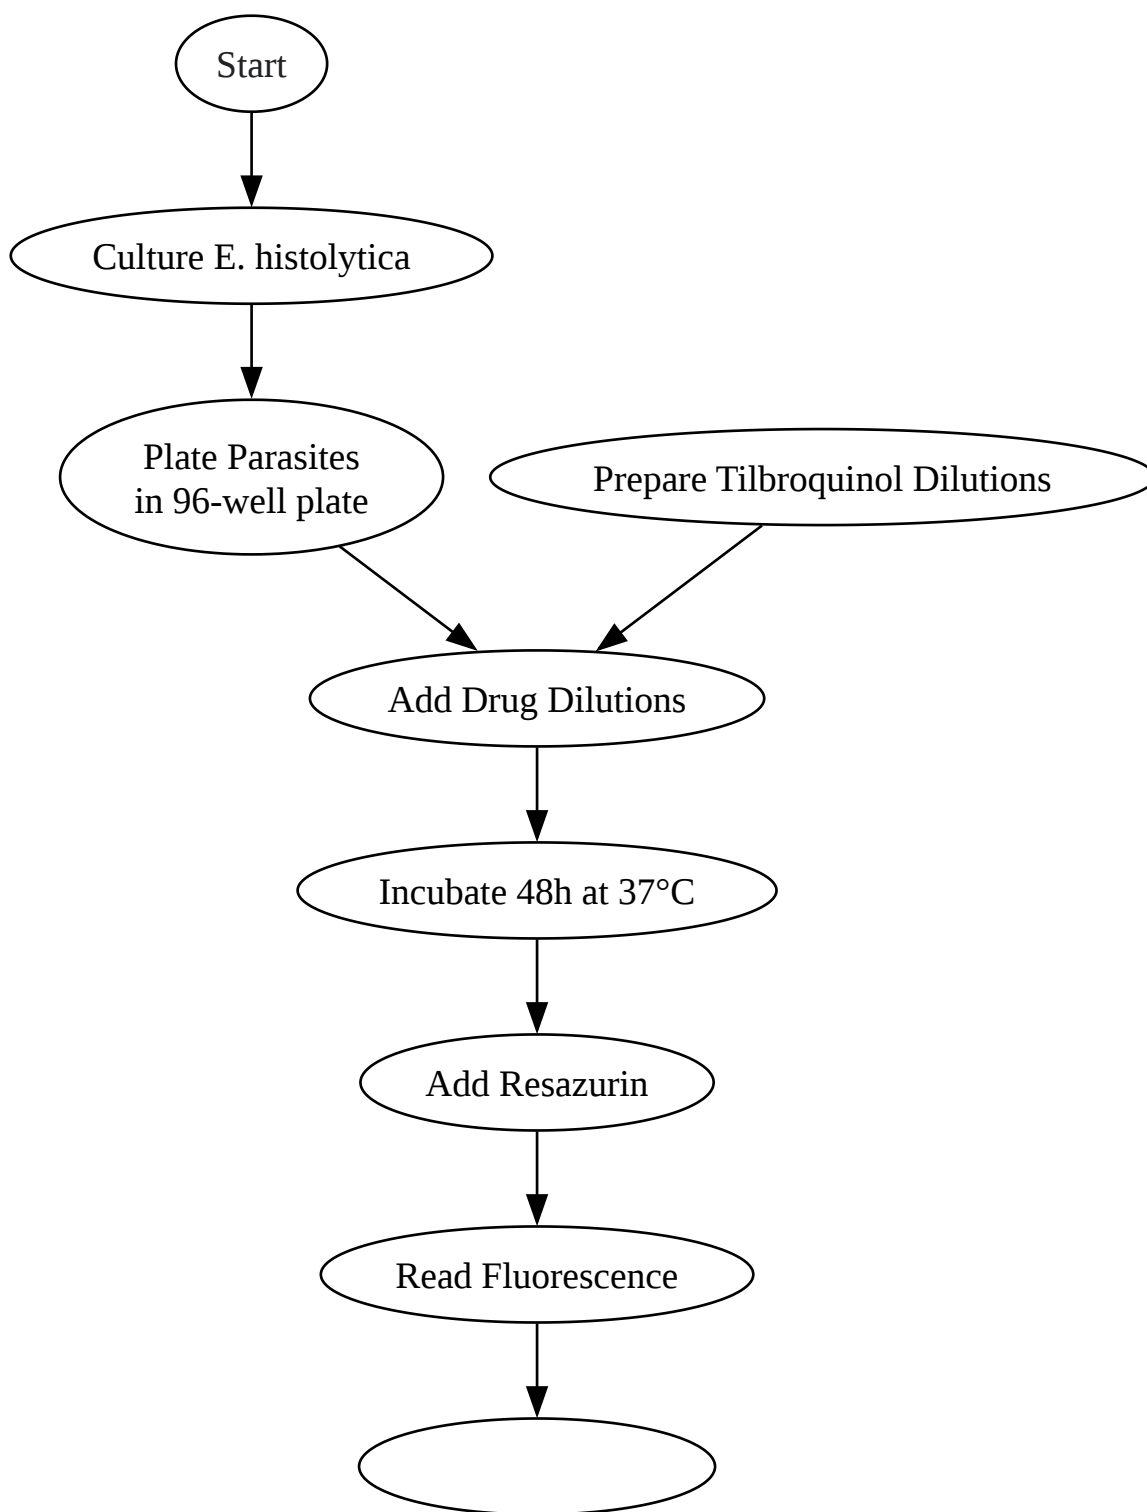 Start
Culture E. histolytica
Plate Parasites
in 96-well plate
Prepare Tilbroquinol Dilutions
Add Drug Dilutions
Incubate 48h at 37°C
Add Resazurin
Read Fluorescence